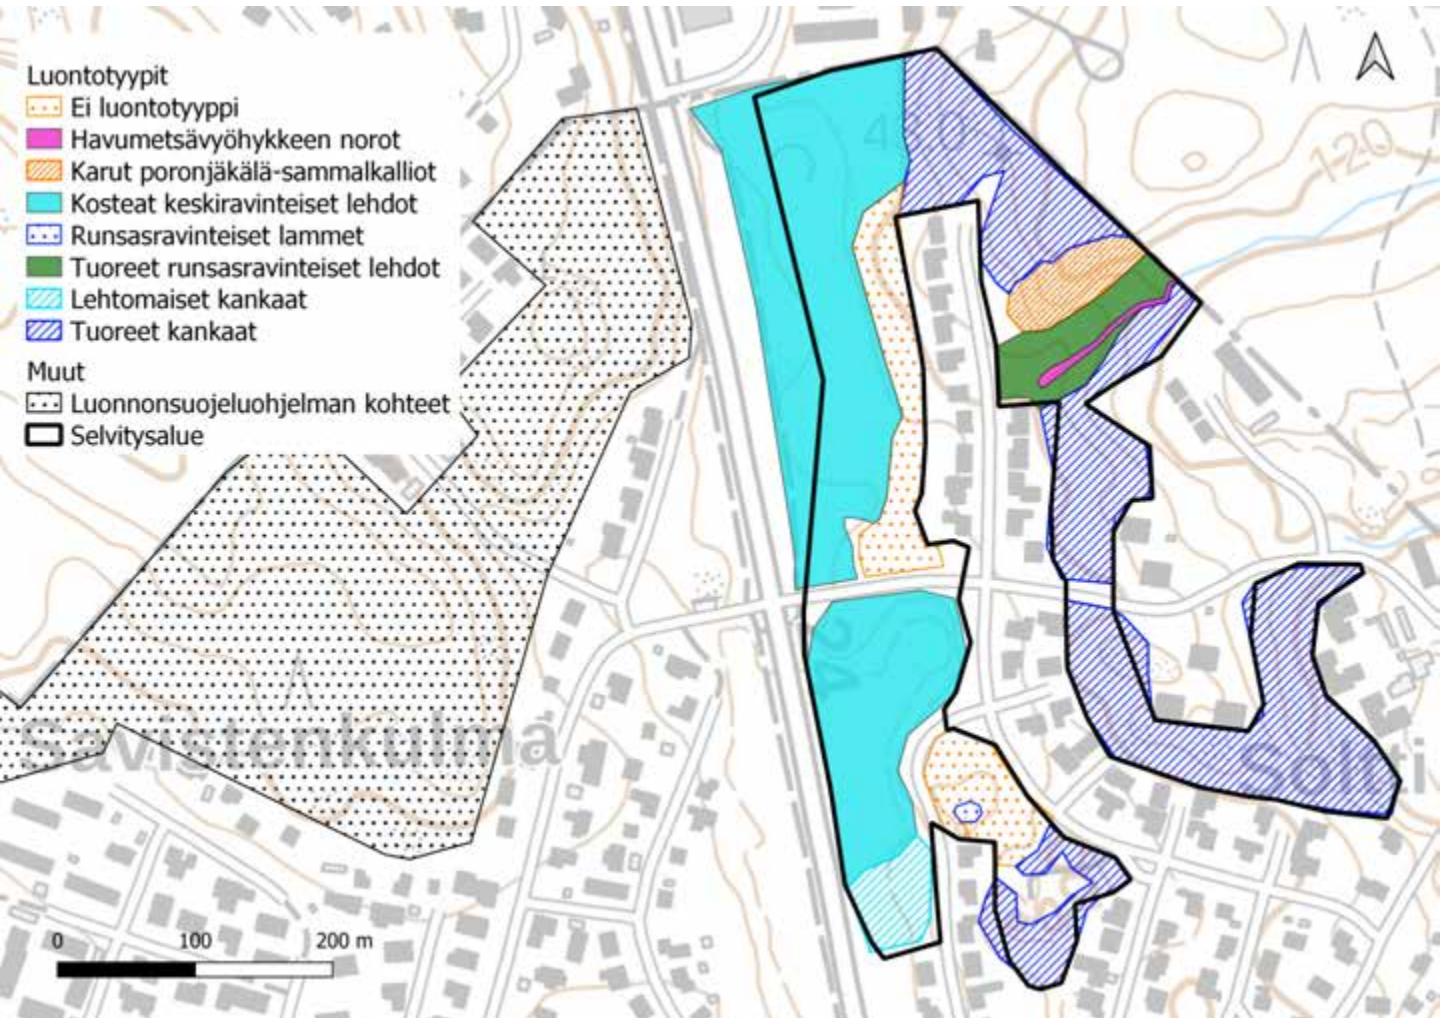 Luontotyypit
Ei luontotyyppi
Havumetsävyöhykkeen norot
Karut poronjäkälä-sammalkalliot
Kosteat keskiravinteiset lehdot
Runsasravinteiset lammet
Tuoreet runsasravinteiset lehdot
Lehtomaiset kankaat
Tuoreet kankaat
Muut
Luonnonsuojeluohjelman kohteet
Selvitysalue
120
Savistenkulma
0 100 200 m